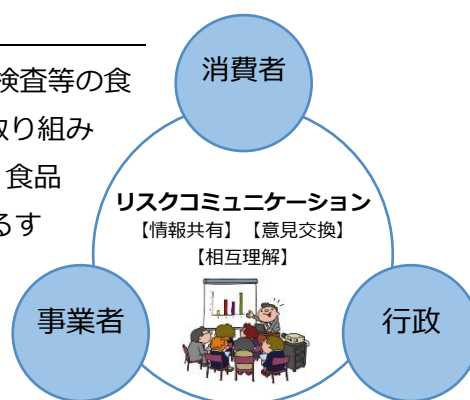 検査等の食
取り組み
食品
るす
消費者
リスクコミュニケーション
【情報共有】【意見交換】
【相互理解】
事業者
行政